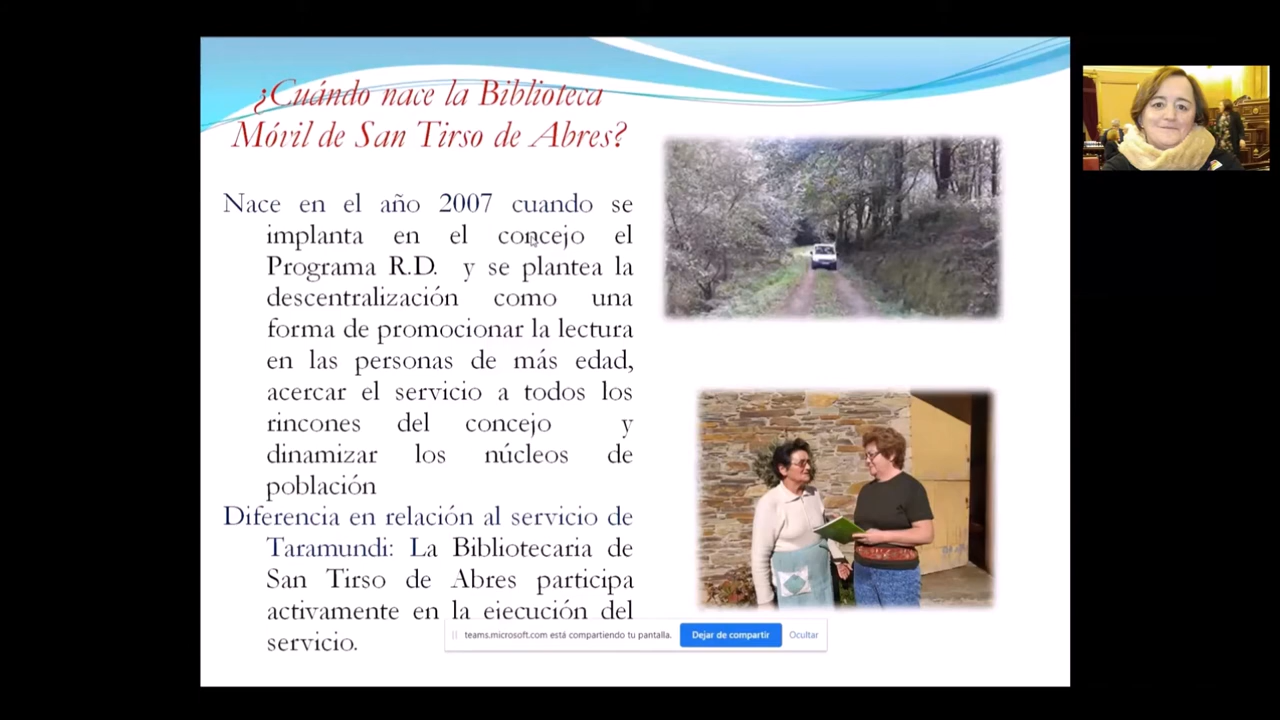 ¿Cuándo nace la Biblioteca
Móvil de San Tirso de Abres?
Nace en el año 2007 cuando se
implanta en el concejo el
Programa R.D. y se plantea la
descentralización como una
forma de promocionar la lectura
en las personas de más edad,
acercar el servicio a todos los
rincones del concejo y
dinamizar los núcleos de
población
Diferencia en relación al servicio de
Taramundi: La Bibliotecaria de
San Tirso de Abres participa
activamente en la ejecución del
servicio.
teams.microsoft.com está compartiendo tu pantalla.
Dejar de compartir
Ocultar